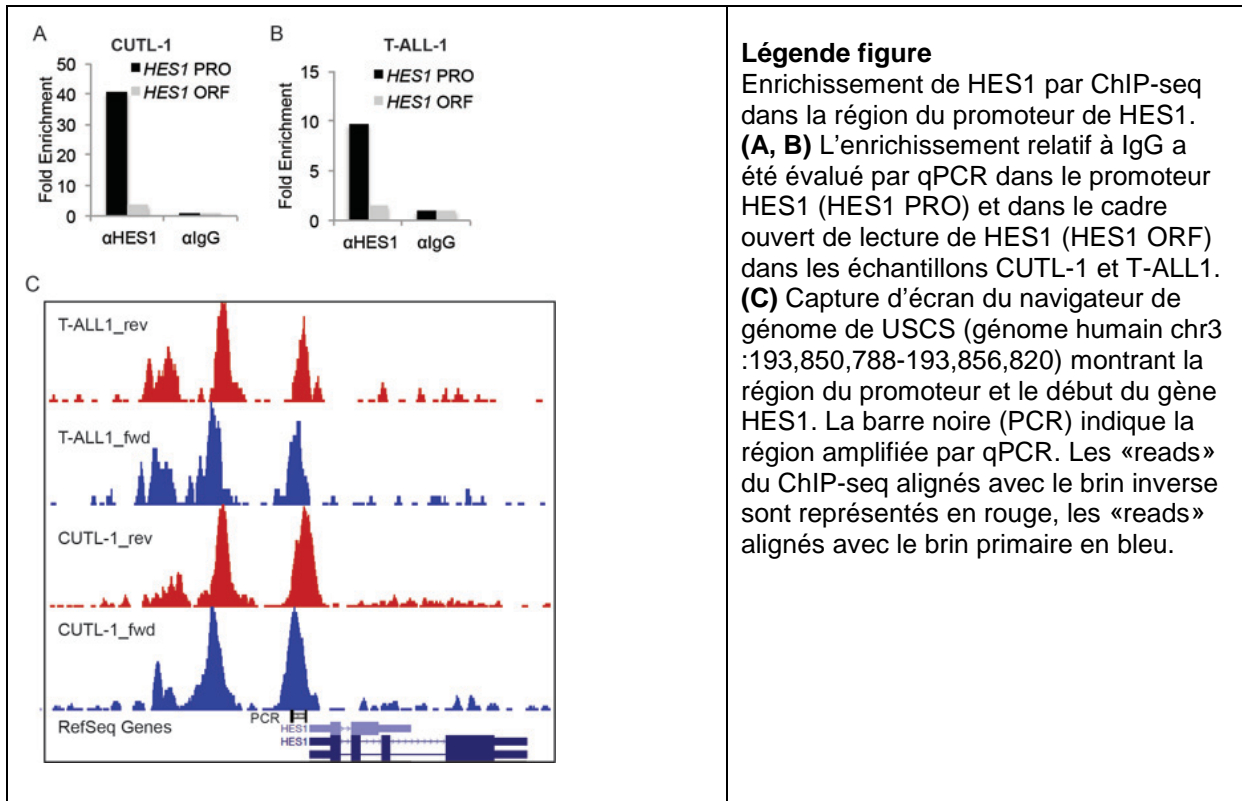 A
CUTL-1
50
40
30
20
10
0
Fold Enrichment
HES1 PRO
HES1 ORF
αHES1
αIgG
B
T-ALL-1
15
10
5
0
Fold Enrichment
HES1 PRO
HES1 ORF
αHES1
αIgG
C
T-ALL1_rev
T-ALL1_fwd
CUTL-1_rev
CUTL-1_fwd
PCR
RefSeq Genes
HES1
HES1
Légende figure
Enrichissement de HES1 par ChIP-seq
dans la région du promoteur de HES1.
(A, B) L'enrichissement relatif à IgG a
été évalué par qPCR dans le promoteur
HES1 (HES1 PRO) et dans le cadre
ouvert de lecture de HES1 (HES1 ORF)
dans les échantillons CUTL-1 et T-ALL1.
(C) Capture d'écran du navigateur de
génome de USCS (génome humain chr3
:193,850,788-193,856,820) montrant la
région du promoteur et le début du gène
HES1. La barre noire (PCR) indique la
région amplifiée par qPCR. Les «reads»
du ChIP-seq alignés avec le brin inverse
sont représentés en rouge, les «reads»
alignés avec le brin primaire en bleu.